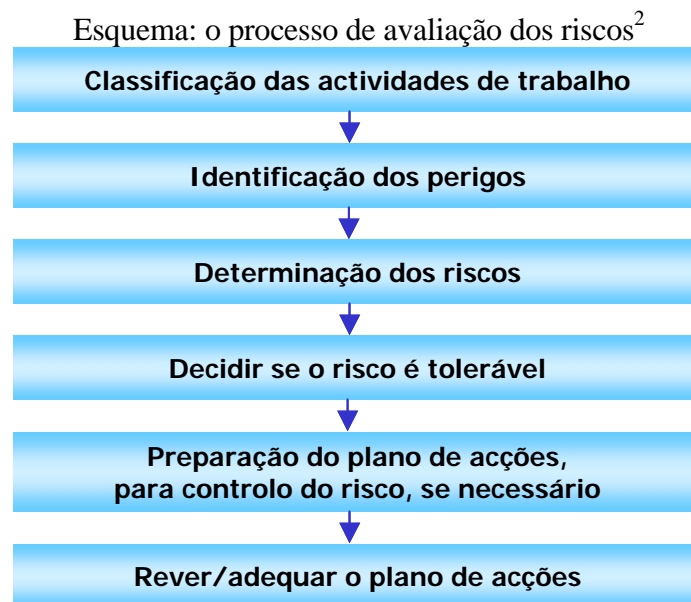 Esquema: o processo de avaliação dos riscos²
Classificação das actividades de trabalho
Identificação dos perigos
Determinação dos riscos
Decidir se o risco é tolerável
Preparação do plano de acções,
para controlo do risco, se necessário
Rever/adequar o plano de acções